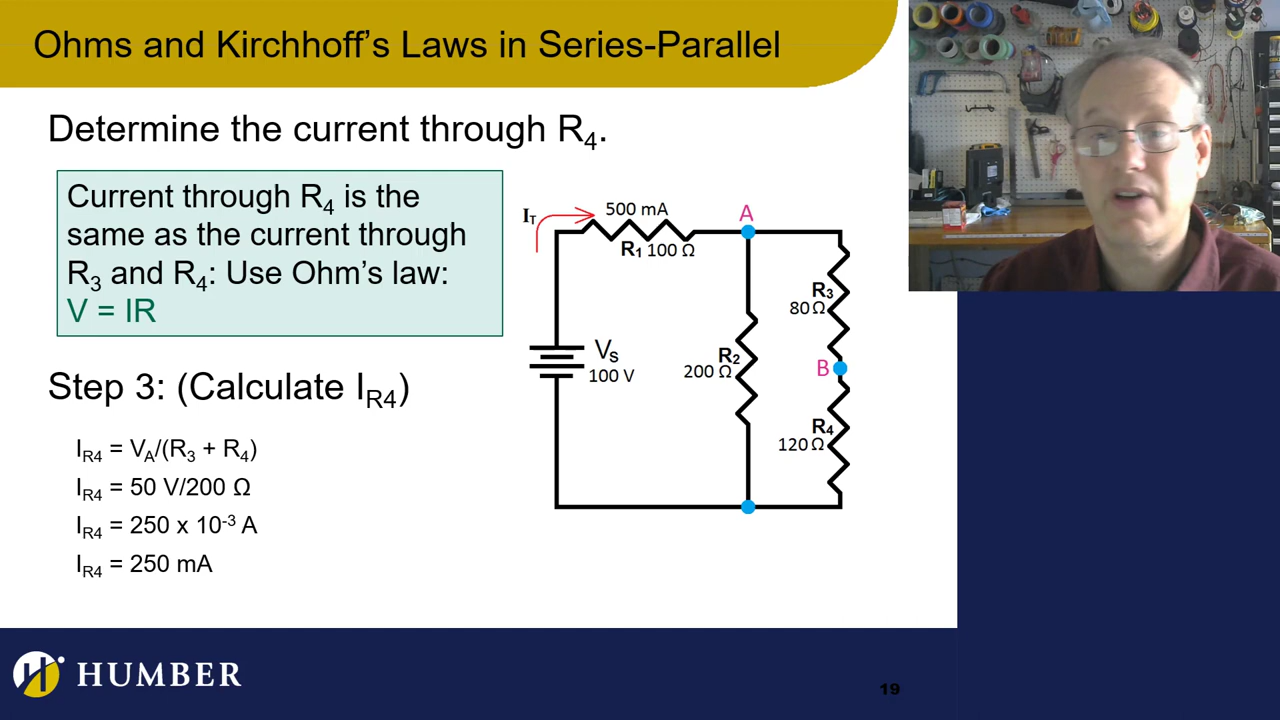 Ohms and Kirchhoff's Laws in Series-Parallel
Determine the current through R₄.
Current through R₄ is the
same as the current through
R₃ and R₄: Use Ohm's law:
V = IR
Step 3: (Calculate I_R4)
I_R4 = V_A/(R₃ + R₄)
I_R4 = 50 V/200 Ω
I_R4 = 250 x 10⁻³ A
I_R4 = 250 mA
I_T
500 mA
R₁ 100 Ω
A
V_S
100 V
R₂
200 Ω
R₃
80Ω
B
R₄
120Ω
HUMBER
19